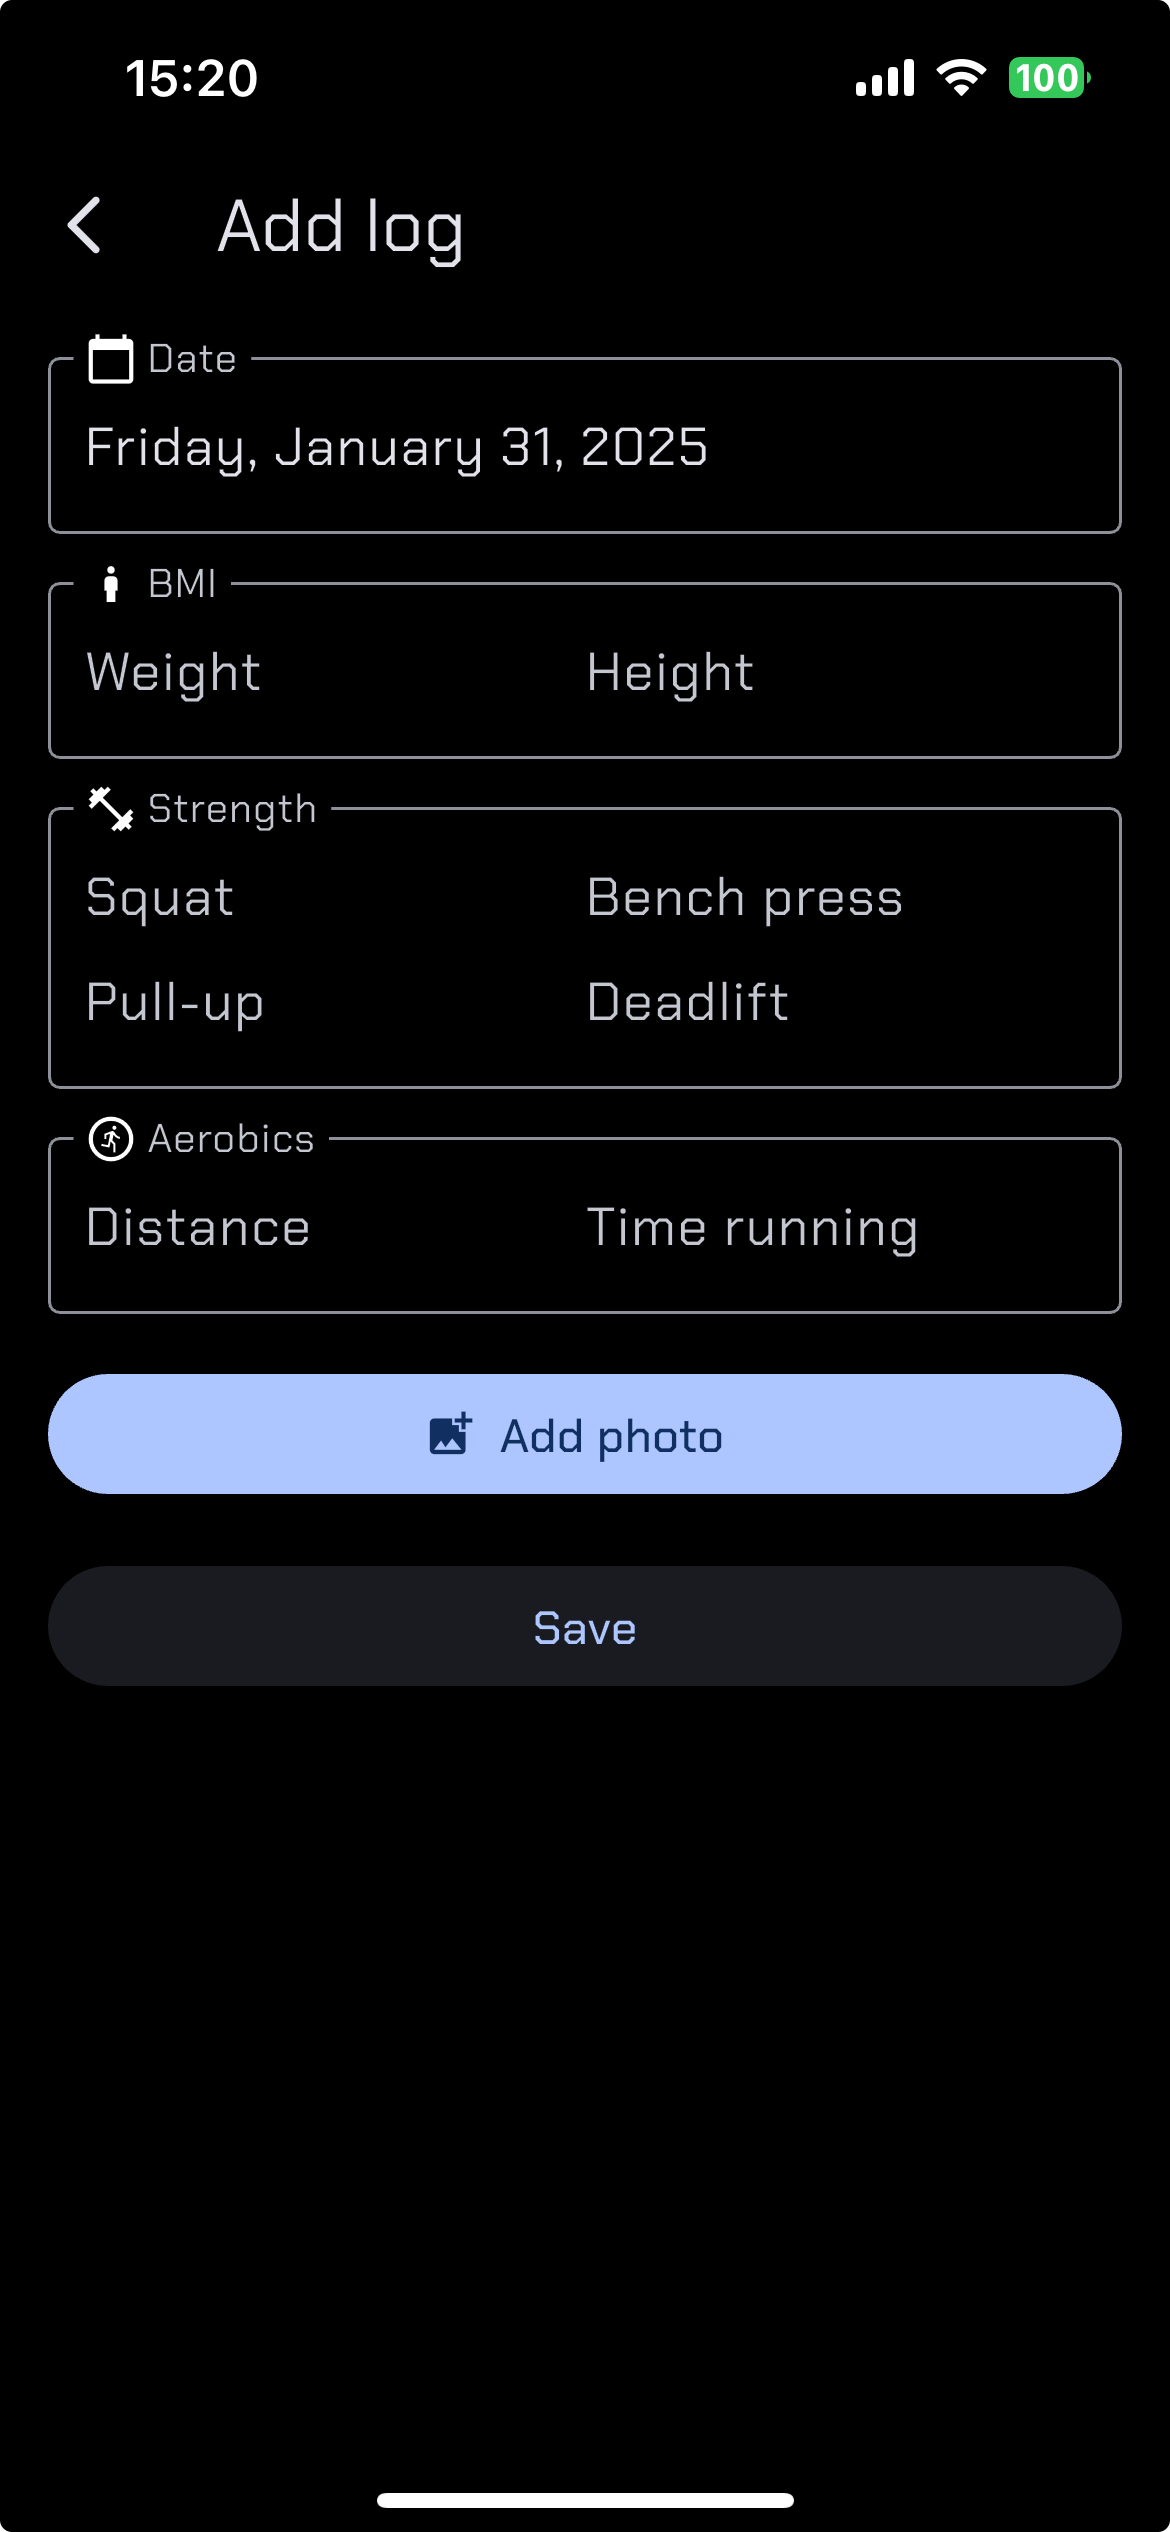 15:20
100
Add log
Date
Friday, January 31, 2025
BMI
Weight Height
Strength
Squat Bench press
Pull-up Deadlift
Aerobics
Distance Time running
Add photo
Save